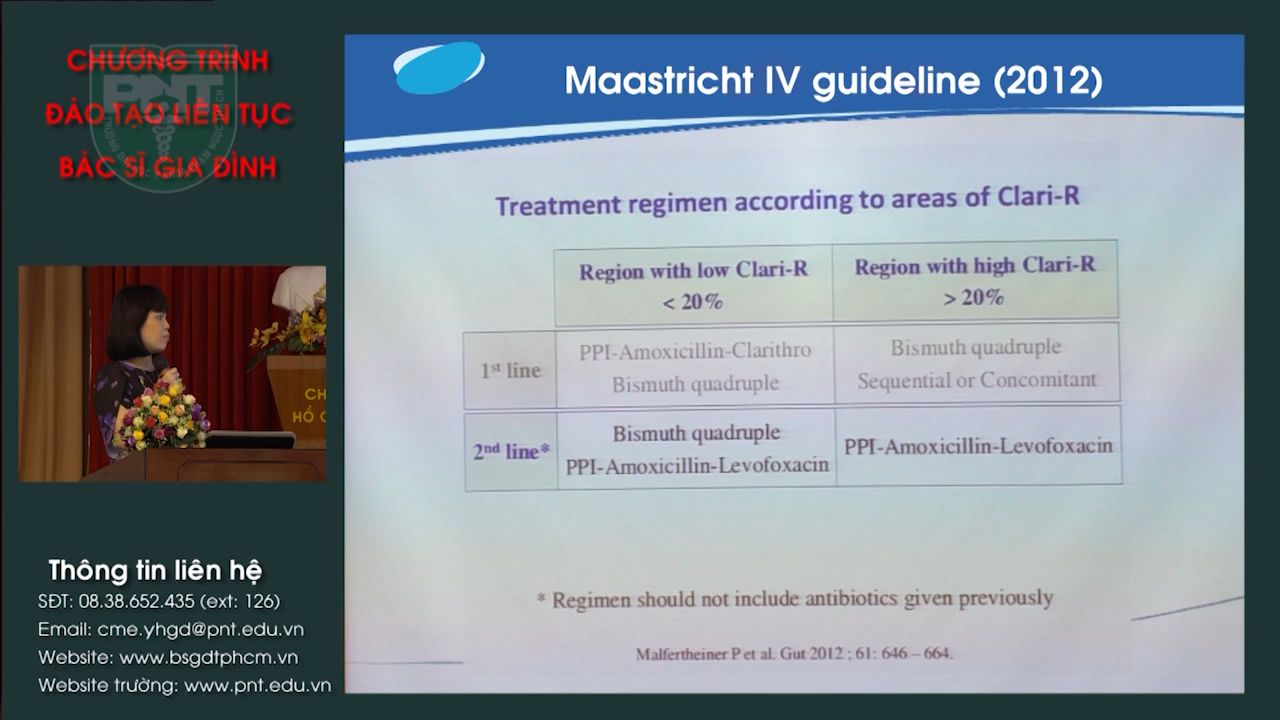 CHƯƠNG TRÌNH
ĐÀO TẠO LIÊN TỤC
BÁC SĨ GIA ĐÌNH
PNT
Maastricht IV guideline (2012)
Treatment regimen according to areas of Clari-R
Region with low Clari-R
< 20%
Region with high Clari-R
> 20%
1st line
PPI-Amoxicillin-Clarithro
Bismuth quadruple
Bismuth quadruple
Sequential or Concomitant
2nd line*
Bismuth quadruple
PPI-Amoxicillin-Levofoxacin
PPI-Amoxicillin-Levofoxacin
* Regimen should not include antibiotics given previously
Malfertheiner P et al. Gut 2012 ; 61: 646 – 664.
CH
HỒ C
Thông tin liên hệ
SĐT: 08.38.652.435 (ext: 126)
Email: cme.yhgd@pnt.edu.vn
Website: www.bsgdtphcm.vn
Website trường: www.pnt.edu.vn